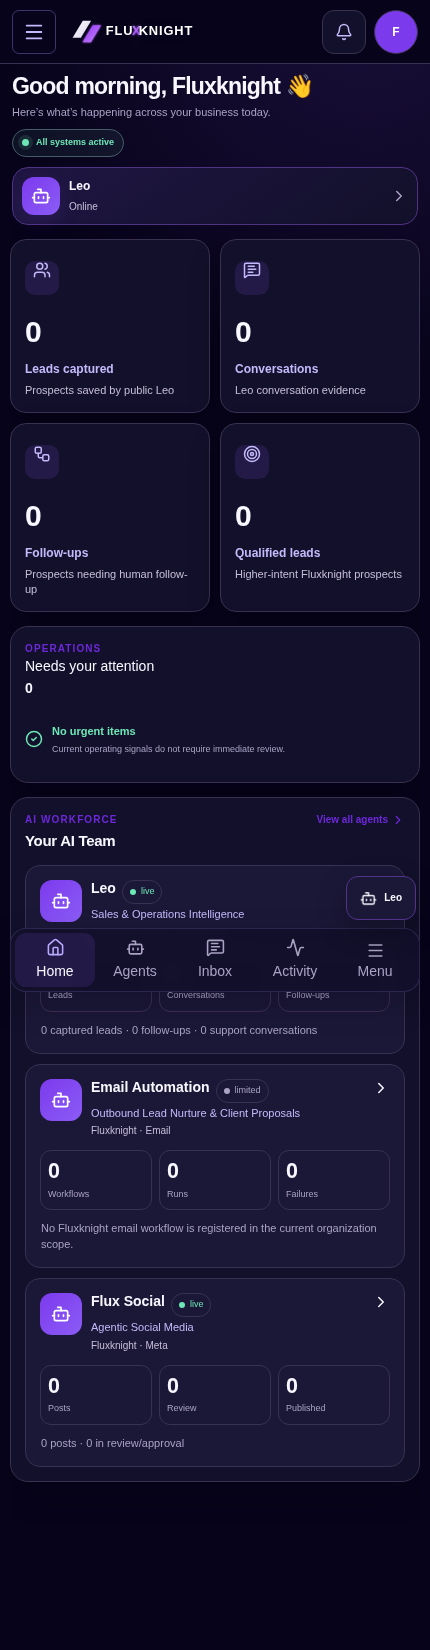 FLUXKNIGHT
F
Good morning, Fluxknight 👋
Here's what's happening across your business today.
All systems active
Leo
Online
0
Leads captured
Prospects saved by public Leo
0
Conversations
Leo conversation evidence
0
Follow-ups
Prospects needing human follow-
up
0
Qualified leads
Higher-intent Fluxknight prospects
OPERATIONS
Needs your attention
0
No urgent items
Current operating signals do not require immediate review.
AI WORKFORCE
View all agents
Your AI Team
Leo
live
Sales & Operations Intelligence
Leo
Home
Agents
Inbox
Activity
Menu
Leads
Conversations
Follow-ups
0 captured leads · 0 follow-ups · 0 support conversations
Email Automation
limited
Outbound Lead Nurture & Client Proposals
Fluxknight · Email
0
Workflows
0
Runs
0
Failures
No Fluxknight email workflow is registered in the current organization
scope.
Flux Social
live
Agentic Social Media
Fluxknight · Meta
0
Posts
0
Review
0
Published
0 posts · 0 in review/approval